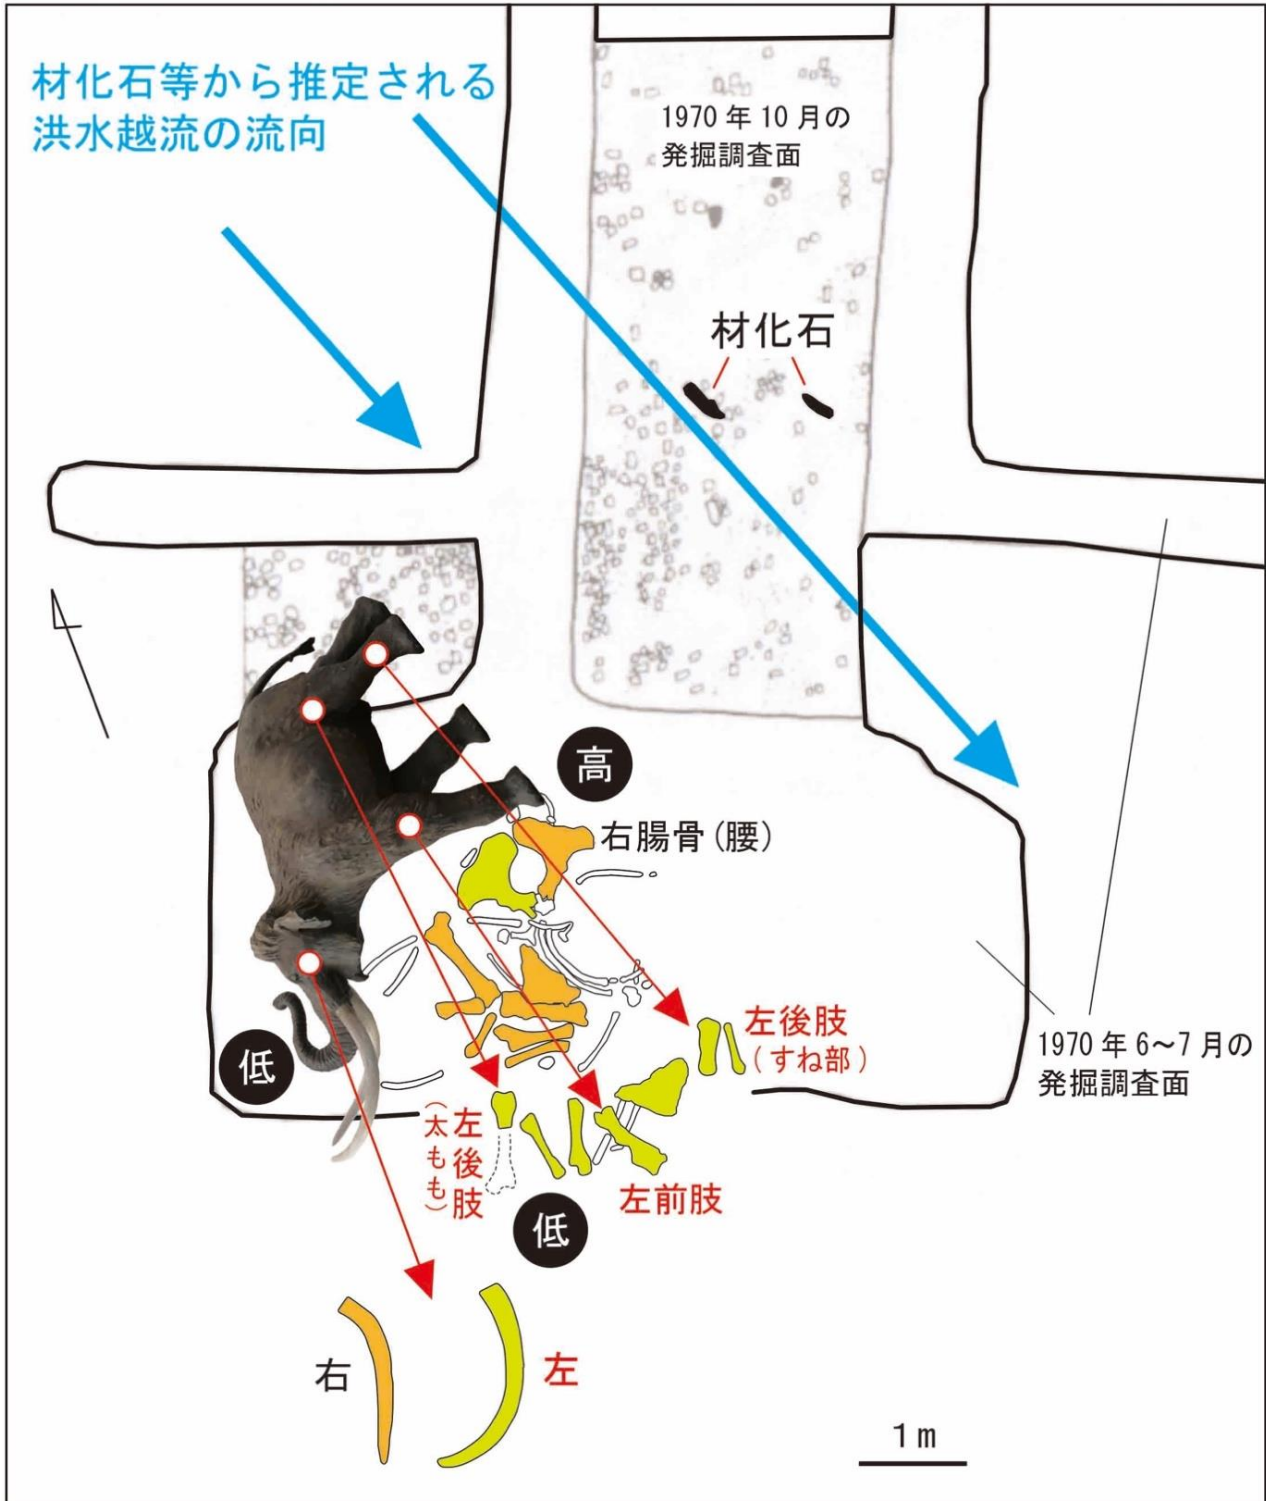 材化石等から推定される
洪水越流の流向
1970 年 10 月の
発掘調査面
材化石
高
右腸骨（腰）
低
左後肢
（すね部）
1970 年 6～7 月の
発掘調査面
左後肢
（太もも）
左前肢
低
右
左
1 m